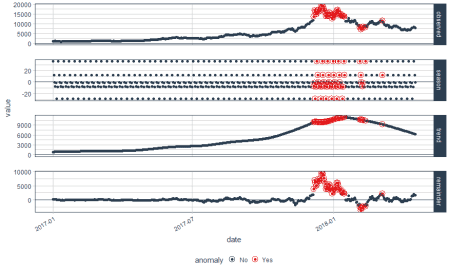 20000
15000
10000
5000
0
observed
20
0
-20
season
value
9000
6000
3000
0
trend
10000
5000
0
remainder
2017-01
2017-07
2018-01
date
anomaly No Yes